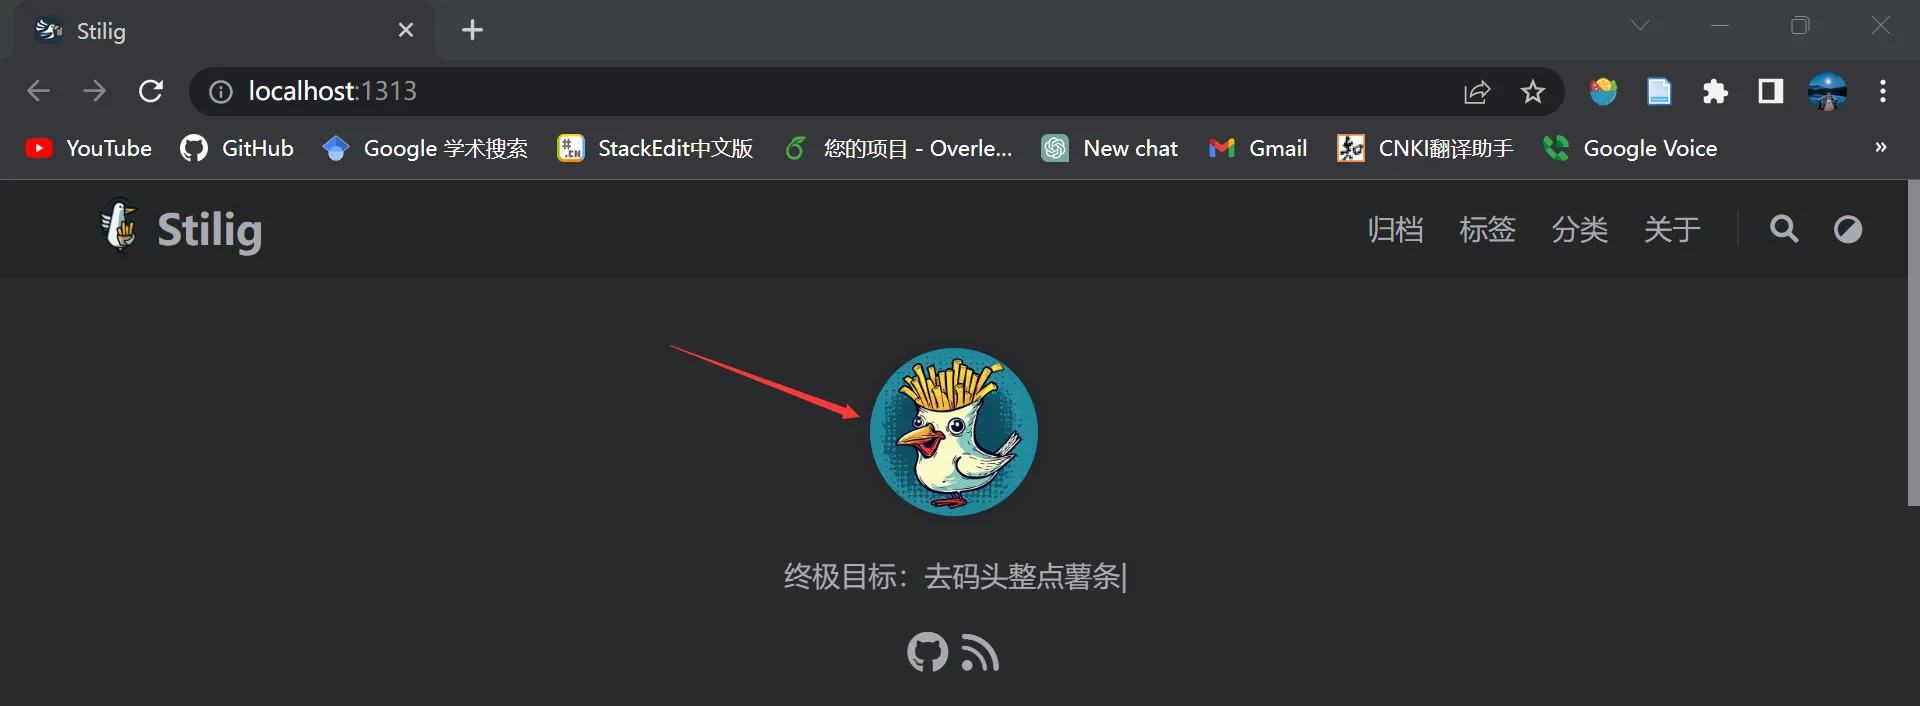 Stilig
localhost:1313
YouTube GitHub Google 学术搜索 StackEdit中文版 您的项目 - Overle... New chat Gmail CNKI翻译助手 Google Voice »
Stilig 归档 标签 分类 关于
终极目标：去码头整点薯条|